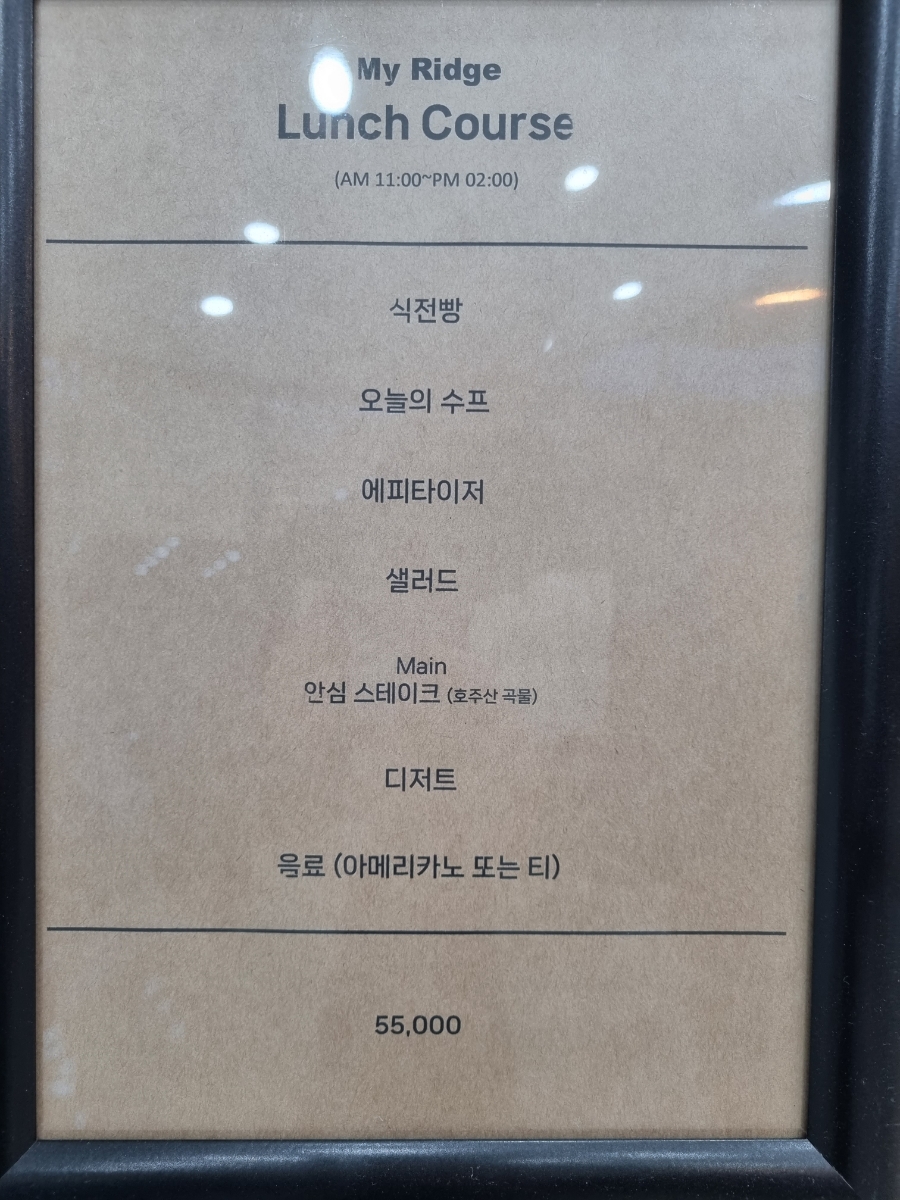 My Ridge
Lunch Course
(AM 11:00~PM 02:00)
식전빵
오늘의 수프
에피타이저
샐러드
Main
안심 스테이크 (호주산 곡물)
디저트
음료 (아메리카노 또는 티)
55,000